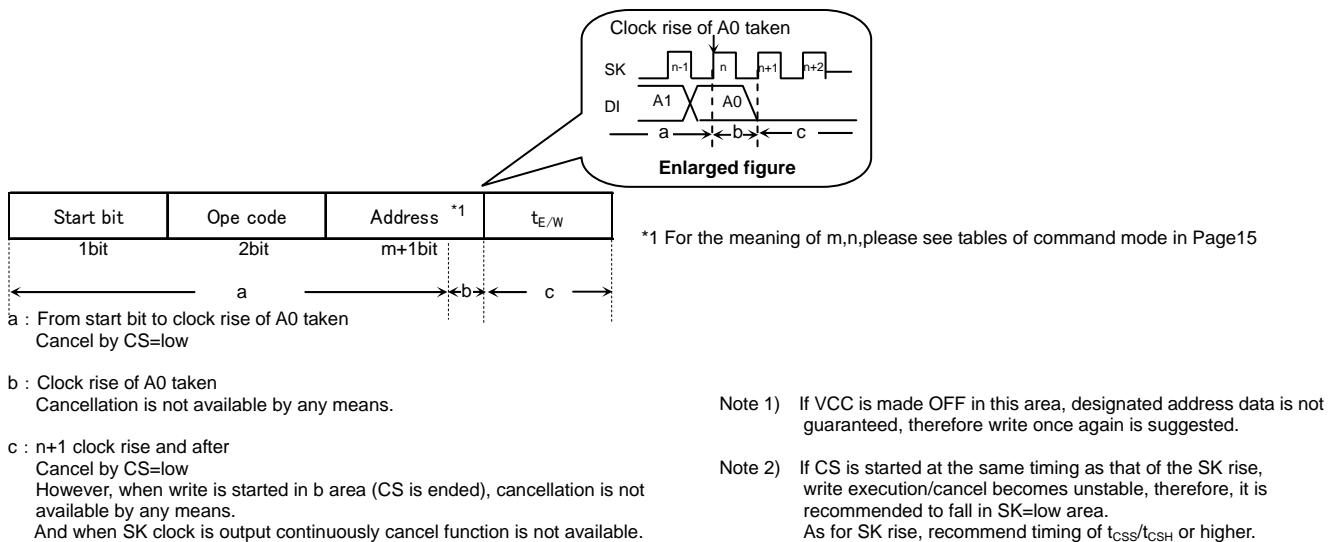 Clock rise of A0 taken
SK
n-1 n n+1 n+2
DI
A1 A0
a b c
Enlarged figure
Start bit Ope code Address *1 tE/W
1bit 2bit m+1bit
*1 For the meaning of m,n,please see tables of command mode in Page15
a b c
a : From start bit to clock rise of A0 taken
Cancel by CS=low
b : Clock rise of A0 taken
Cancellation is not available by any means.
c : n+1 clock rise and after
Cancel by CS=low
However, when write is started in b area (CS is ended), cancellation is not
available by any means.
And when SK clock is output continuously cancel function is not available.
Note 1) If VCC is made OFF in this area, designated address data is not
guaranteed, therefore write once again is suggested.
Note 2) If CS is started at the same timing as that of the SK rise,
write execution/cancel becomes unstable, therefore, it is
recommended to fall in SK=low area.
As for SK rise, recommend timing of tCSS/tCSH or higher.